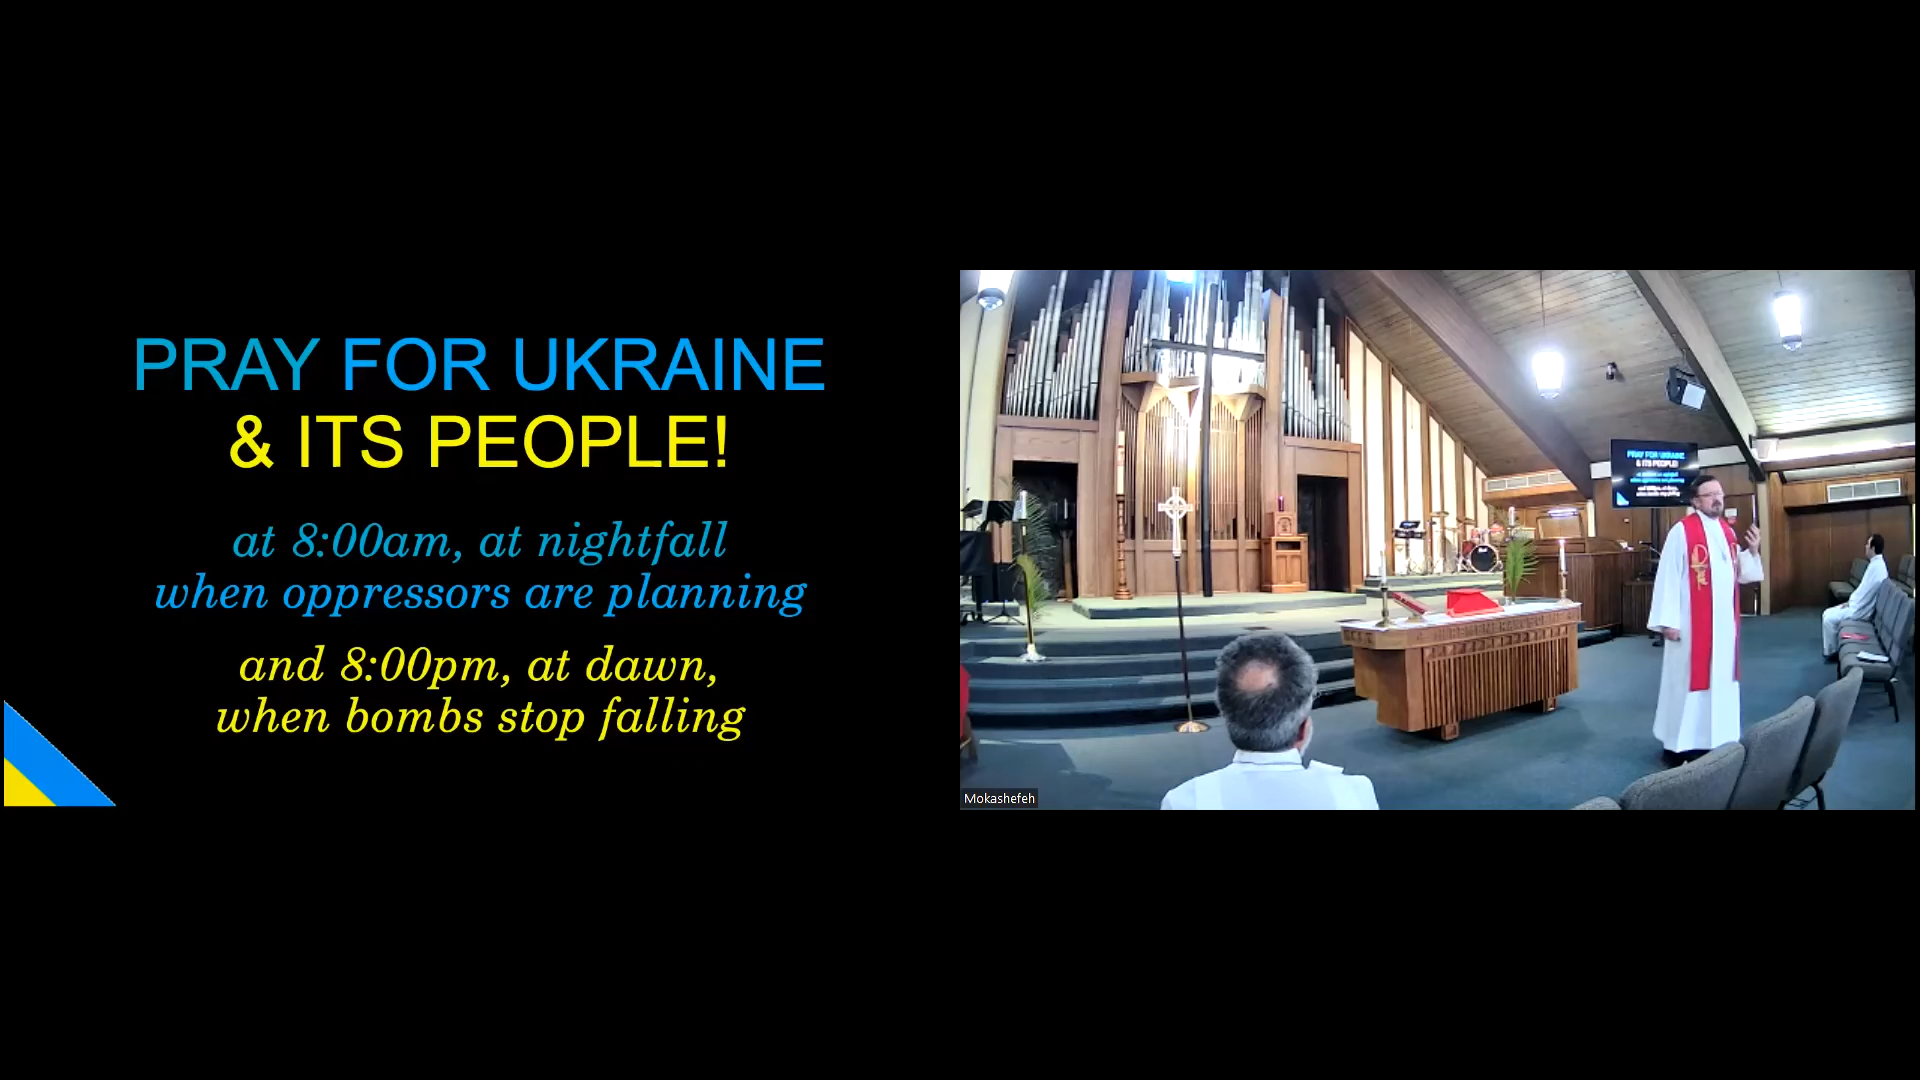 PRAY FOR UKRAINE
& ITS PEOPLE!
at 8:00am, at nightfall
when oppressors are planning
and 8:00pm, at dawn,
when bombs stop falling
PRAY FOR UKRAINE
& ITS PEOPLE!
Mokashefeh